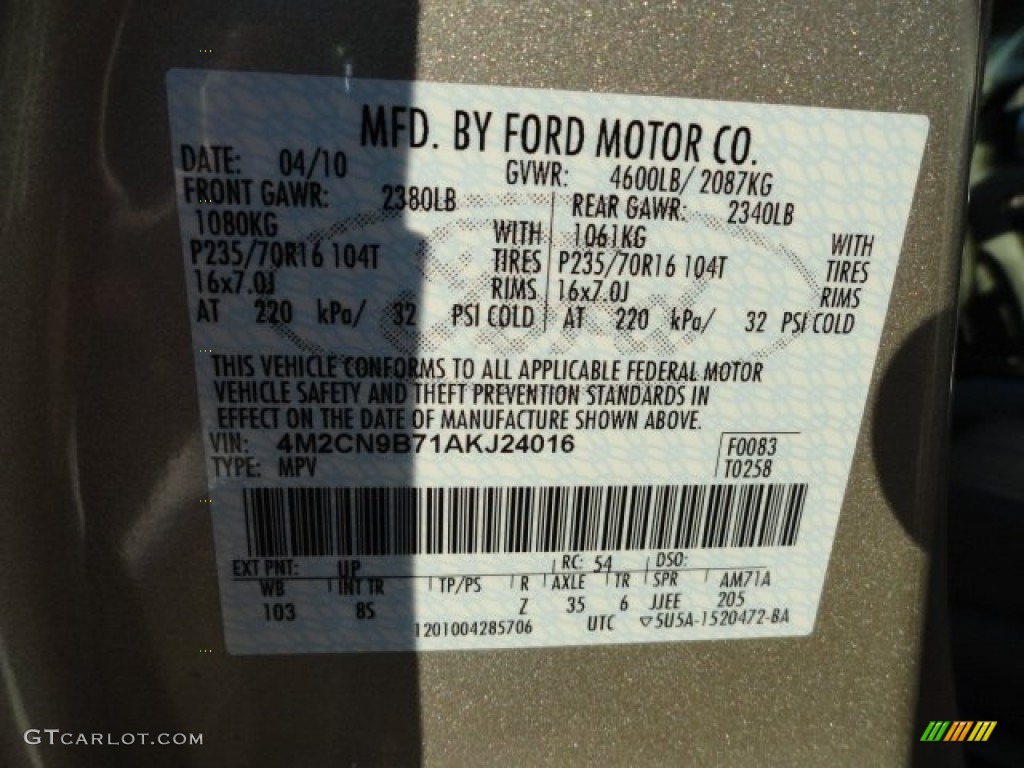 MFD. BY FORD MOTOR CO.
DATE: 04/10 GVWR: 4600LB/ 2087KG
FRONT GAWR: 2380LB REAR GAWR: 2340LB
1080KG WITH 1061KG WITH
P235/70R16 104T TIRES P235/70R16 104T TIRES
16x7.0J RIMS 16x7.0J RIMS
AT 220 kPa/ 32 PSI COLD AT 220 kPa/ 32 PSI COLD
THIS VEHICLE CONFORMS TO ALL APPLICABLE FEDERAL MOTOR
VEHICLE SAFETY AND THEFT PREVENTION STANDARDS IN
EFFECT ON THE DATE OF MANUFACTURE SHOWN ABOVE.
VIN: 4M2CN9B71AKJ24016 F0083
TYPE: MPV T0258
EXT PNT: UP RC: 54 DSO:
WB INT TR TP/PS R AXLE TR SPR AM71A
103 8S Z 35 6 JJEE 205
1201004285706 UTC ▽5U5A-1520472-BA
GTCARLOT.COM